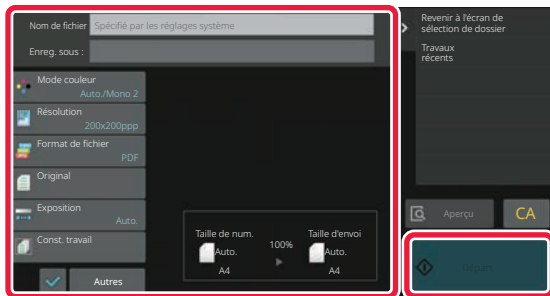 Nom de fichier Spécifié par les réglages système
Enreg. sous :
Mode couleur
Auto./Mono 2
Résolution
200x200ppp
Format de fichier
PDF
Original
Exposition
Auto.
Const. travail
Autres
Taille de num.
Auto.
A4
100%
Taille d'envoi
Auto.
A4
Revenir à l'écran de
sélection de dossier
Travaux
récents
Aperçu
CA
Départ